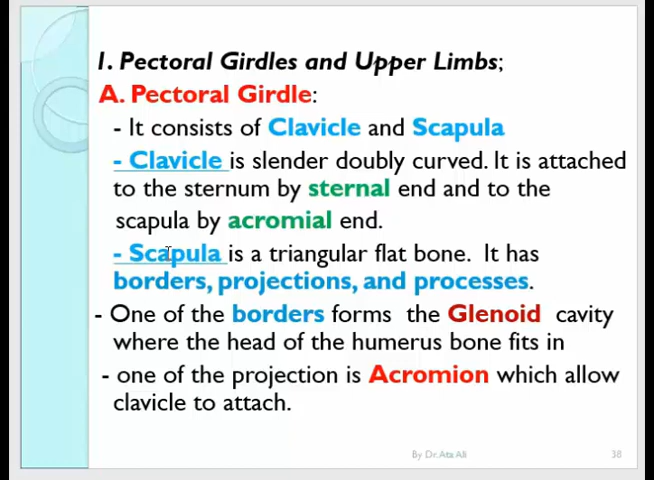 1. Pectoral Girdles and Upper Limbs;
A. Pectoral Girdle:
- It consists of Clavicle and Scapula
- Clavicle is slender doubly curved. It is attached
to the sternum by sternal end and to the
scapula by acromial end.
- Scapula is a triangular flat bone. It has
borders, projections, and processes.
- One of the borders forms the Glenoid cavity
where the head of the humerus bone fits in
- one of the projection is Acromion which allow
clavicle to attach.
By Dr.Ata Ali 38